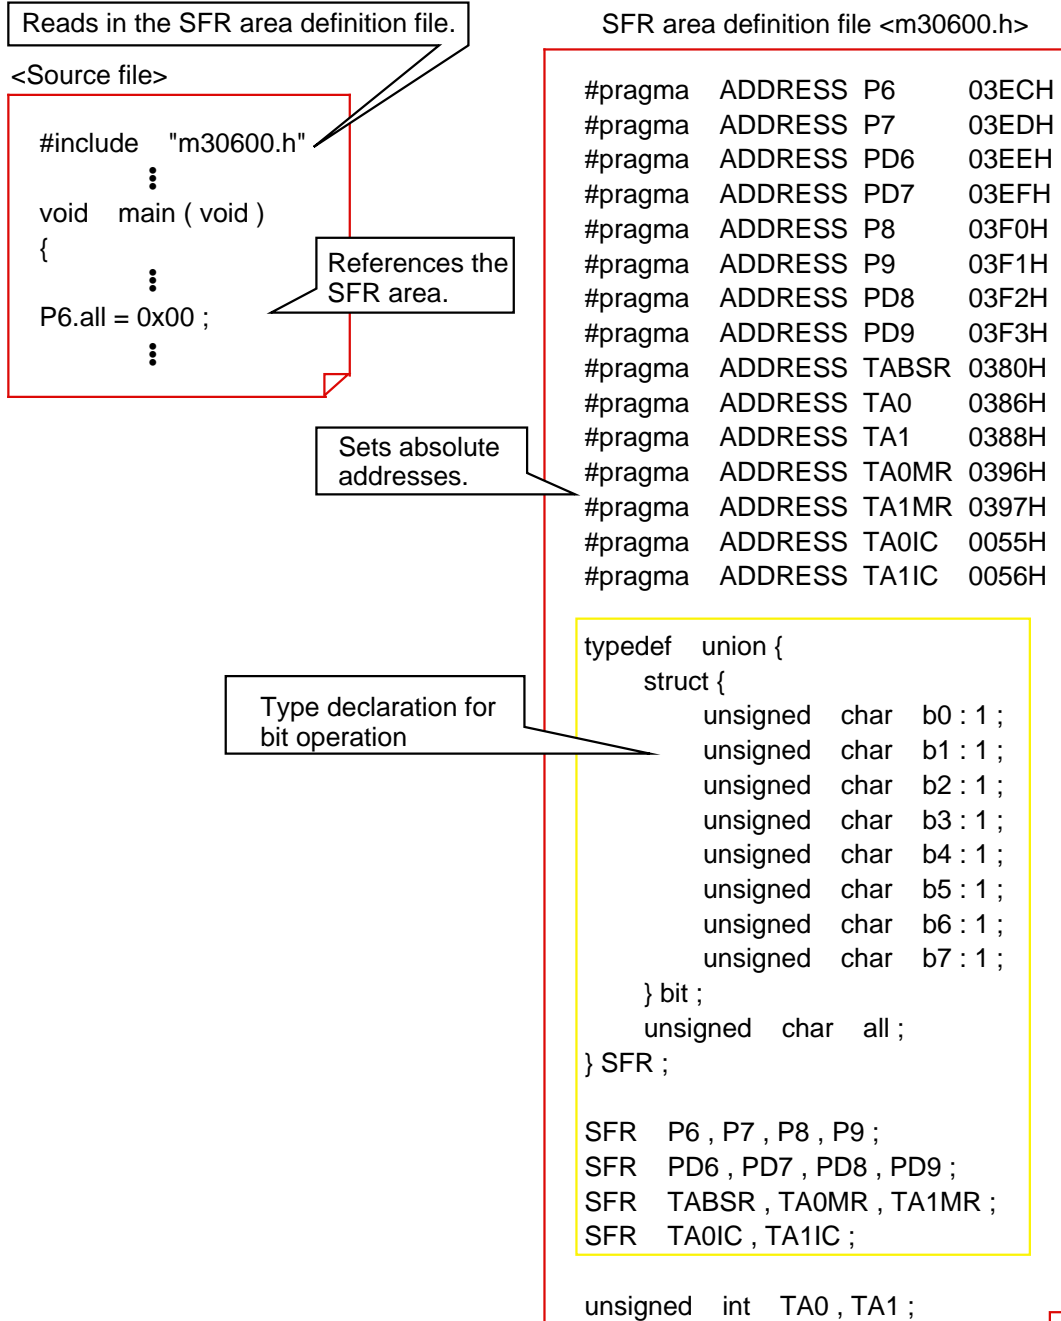 Reads in the SFR area definition file.
<Source file>
#include "m30600.h"
void main ( void )
{
P6.all = 0x00 ;
References the
SFR area.
Sets absolute
addresses.
Type declaration for
bit operation
SFR area definition file <m30600.h>
#pragma ADDRESS P6 03ECH
#pragma ADDRESS P7 03EDH
#pragma ADDRESS PD6 03EEH
#pragma ADDRESS PD7 03EFH
#pragma ADDRESS P8 03F0H
#pragma ADDRESS P9 03F1H
#pragma ADDRESS PD8 03F2H
#pragma ADDRESS PD9 03F3H
#pragma ADDRESS TABSR 0380H
#pragma ADDRESS TA0 0386H
#pragma ADDRESS TA1 0388H
#pragma ADDRESS TA0MR 0396H
#pragma ADDRESS TA1MR 0397H
#pragma ADDRESS TA0IC 0055H
#pragma ADDRESS TA1IC 0056H
typedef union {
struct {
unsigned char b0 : 1 ;
unsigned char b1 : 1 ;
unsigned char b2 : 1 ;
unsigned char b3 : 1 ;
unsigned char b4 : 1 ;
unsigned char b5 : 1 ;
unsigned char b6 : 1 ;
unsigned char b7 : 1 ;
} bit ;
unsigned char all ;
} SFR ;
SFR P6 , P7 , P8 , P9 ;
SFR PD6 , PD7 , PD8 , PD9 ;
SFR TABSR , TA0MR , TA1MR ;
SFR TA0IC , TA1IC ;
unsigned int TA0 , TA1 ;